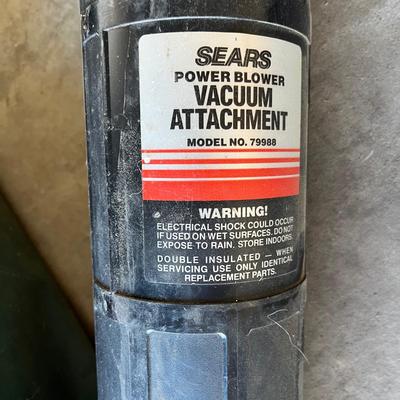 SEARS
POWER BLOWER
VACUUM
ATTACHMENT
MODEL NO. 79988
WARNING!
ELECTRICAL SHOCK COULD OCCUR
IF USED ON WET SURFACES. DO NOT
EXPOSE TO RAIN. STORE INDOORS.
DOUBLE INSULATED — WHEN
SERVICING USE ONLY IDENTICAL
REPLACEMENT PARTS.